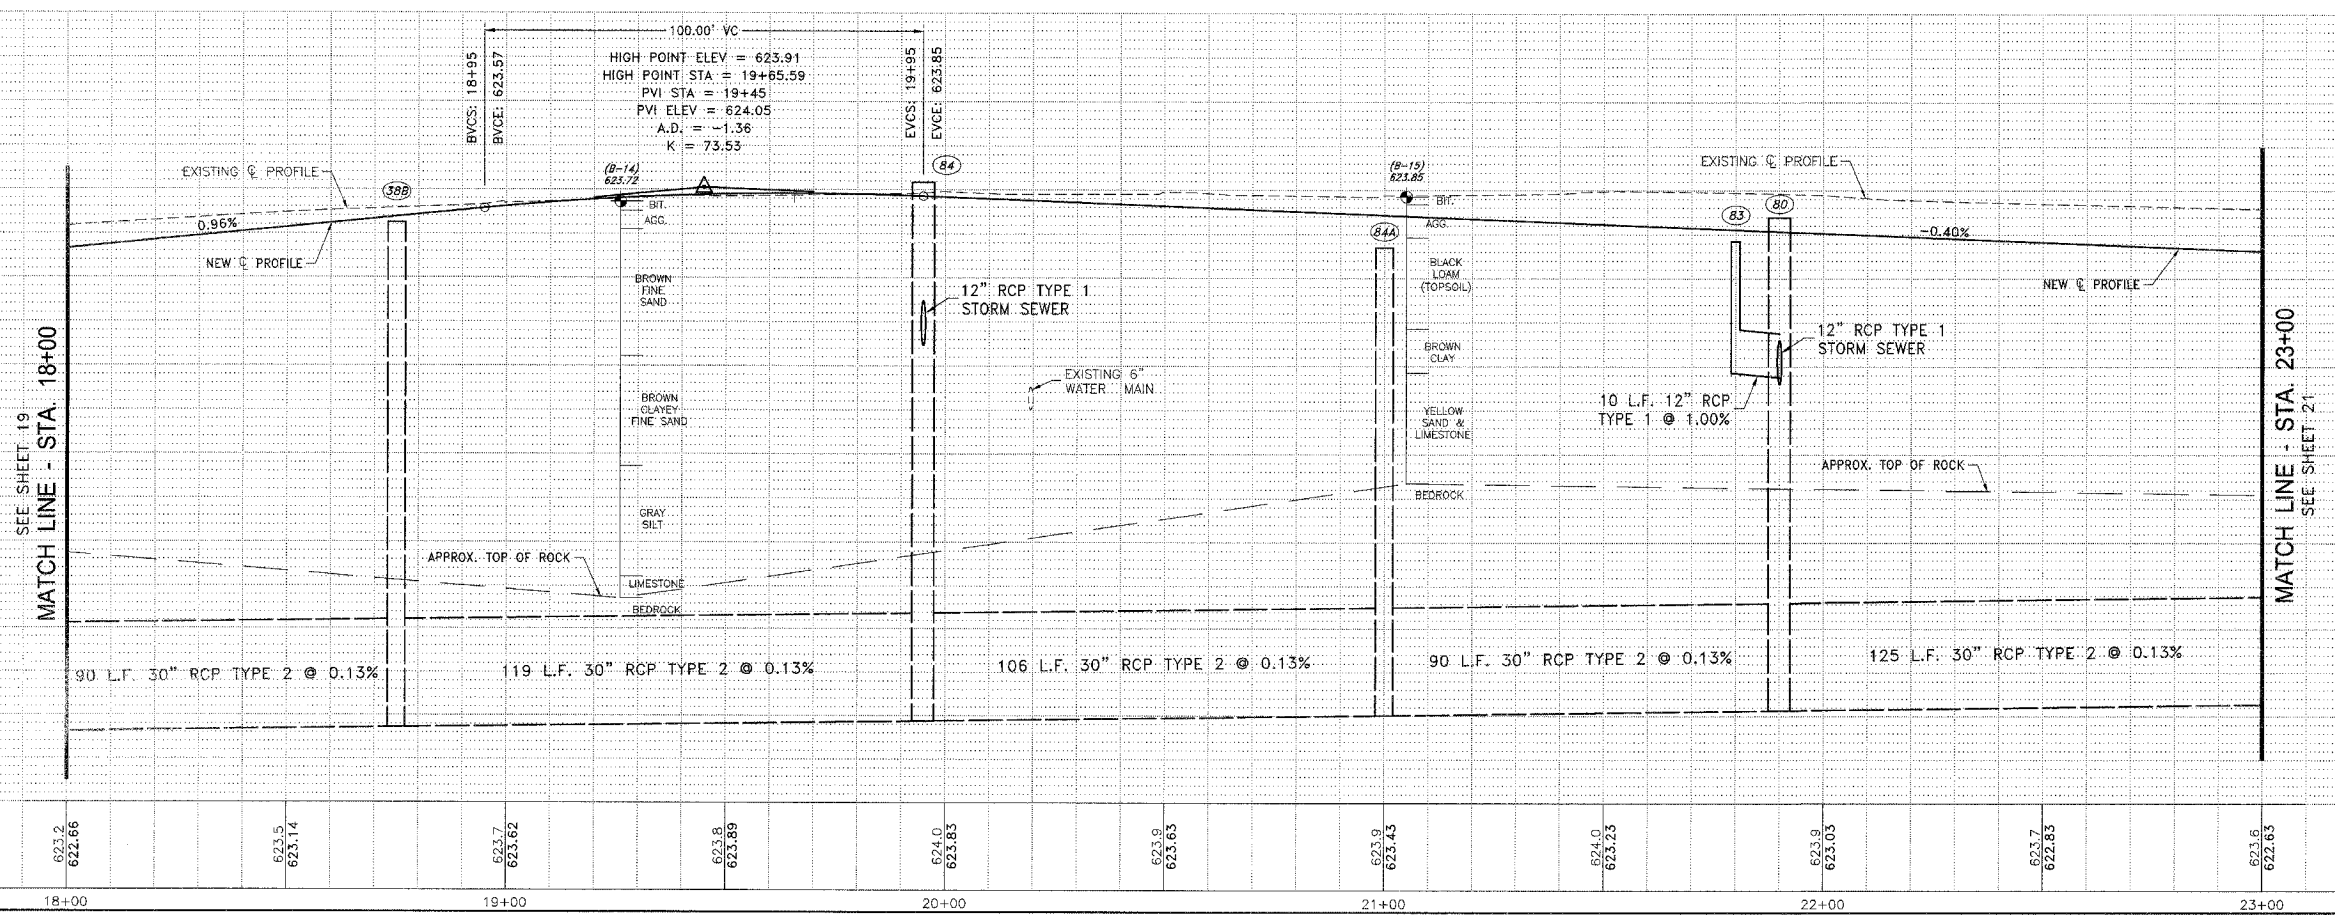 100.00' VC
HIGH POINT ELEV = 623.91
HIGH POINT STA = 19+65.59
PVI STA = 19+45
PVI ELEV = 624.05
A.D. = -1.36
K = 73.53
BVCS: 18+95
BVCE: 623.57
EVCS: 19+95
EVCE: 623.85
EXISTING ℄ PROFILE
38B
(B-14)
623.72
84
(B-15)
623.85
EXISTING ℄ PROFILE
83
80
0.96%
NEW ℄ PROFILE
BIT.
AGG.
BROWN
FINE
SAND
BROWN
CLAYEY
FINE SAND
GRAY
SILT
LIMESTONE
BEDROCK
12" RCP TYPE 1
STORM SEWER
EXISTING 6"
WATER MAIN
84A
BIT.
AGG.
BLACK
LOAM
(TOPSOIL)
BROWN
CLAY
YELLOW
SAND &
LIMESTONE
BEDROCK
-0.40%
NEW ℄ PROFILE
12" RCP TYPE 1
STORM SEWER
10 L.F. 12" RCP
TYPE 1 @ 1.00%
APPROX. TOP OF ROCK
APPROX. TOP OF ROCK
SEE SHEET 19
MATCH LINE - STA. 18+00
MATCH LINE - STA. 23+00
SEE SHEET 21
90 L.F. 30" RCP TYPE 2 @ 0.13%
119 L.F. 30" RCP TYPE 2 @ 0.13%
106 L.F. 30" RCP TYPE 2 @ 0.13%
90 L.F. 30" RCP TYPE 2 @ 0.13%
125 L.F. 30" RCP TYPE 2 @ 0.13%
623.2
622.66
623.5
623.14
623.7
623.62
623.8
623.89
624.0
623.83
623.9
623.63
623.9
623.43
624.0
623.23
623.9
623.03
623.7
622.83
623.6
622.63
18+00
19+00
20+00
21+00
22+00
23+00